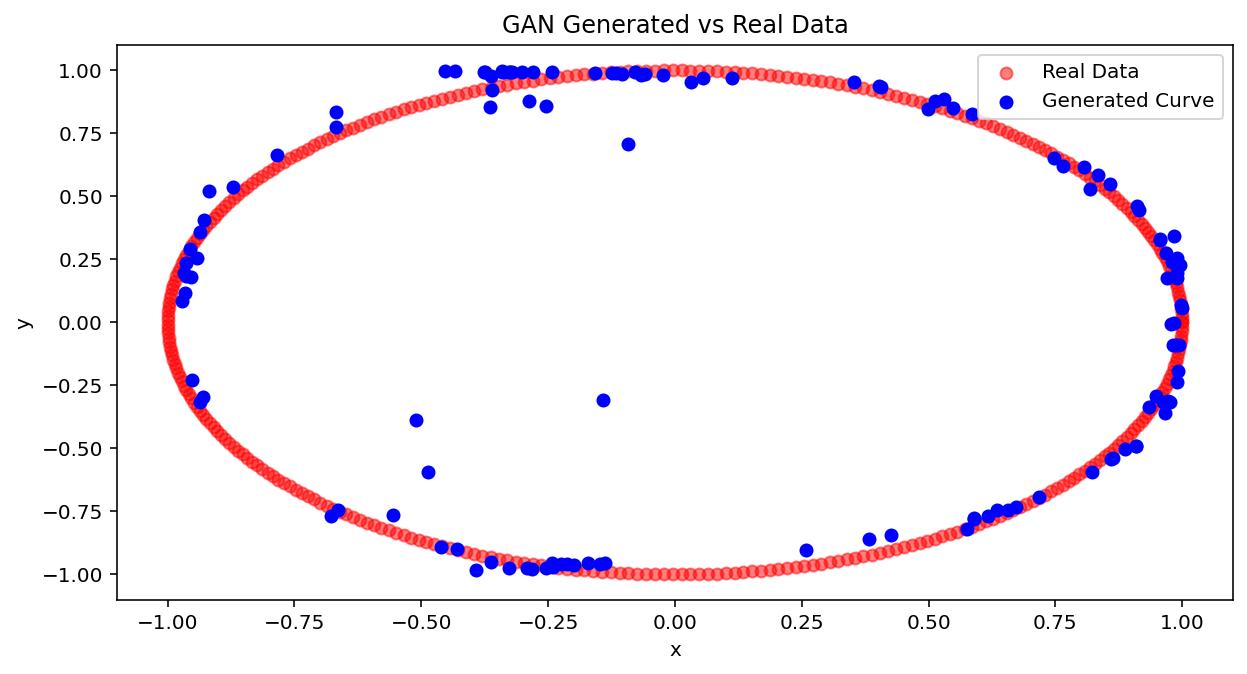 GAN Generated vs Real Data
Real Data
Generated Curve
1.00
0.75
0.50
0.25
0.00
−0.25
−0.50
−0.75
−1.00
y
−1.00 −0.75 −0.50 −0.25 0.00 0.25 0.50 0.75 1.00
x